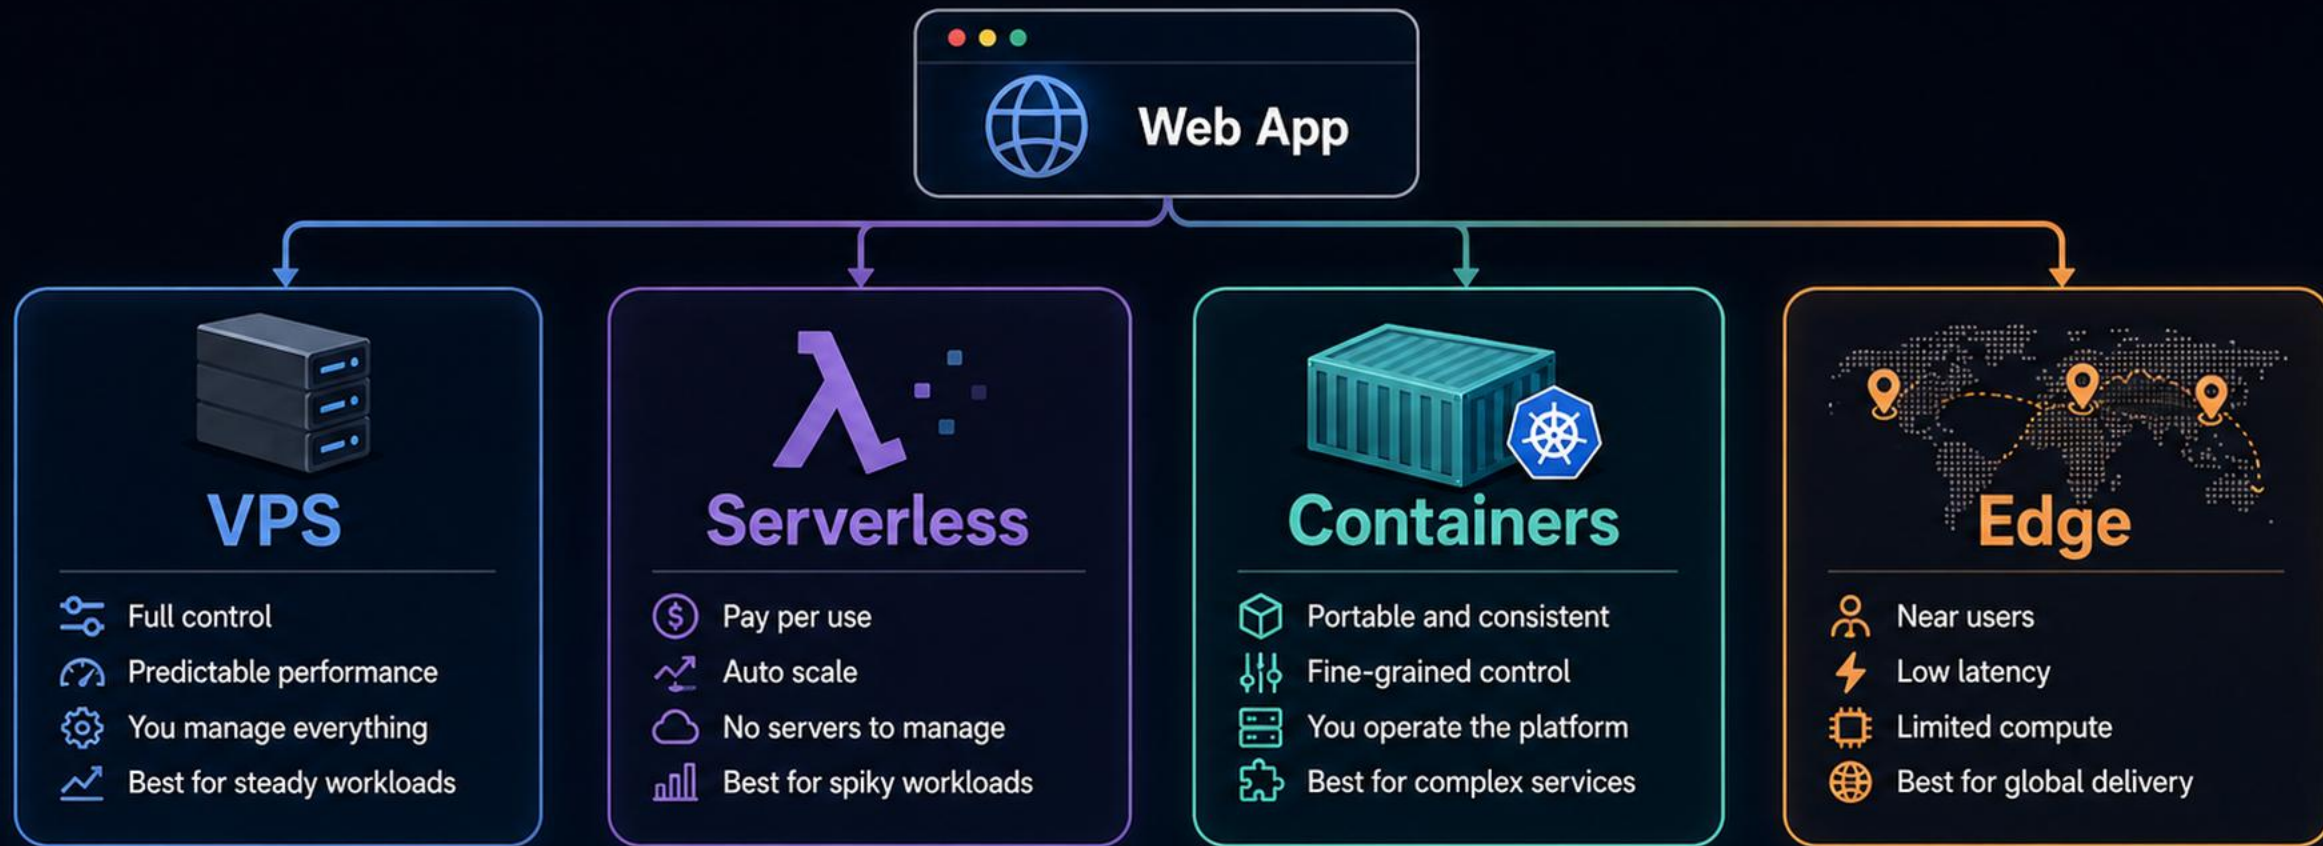 Web App
VPS
Full control
Predictable performance
You manage everything
Best for steady workloads
Serverless
Pay per use
Auto scale
No servers to manage
Best for spiky workloads
Containers
Portable and consistent
Fine-grained control
You operate the platform
Best for complex services
Edge
Near users
Low latency
Limited compute
Best for global delivery